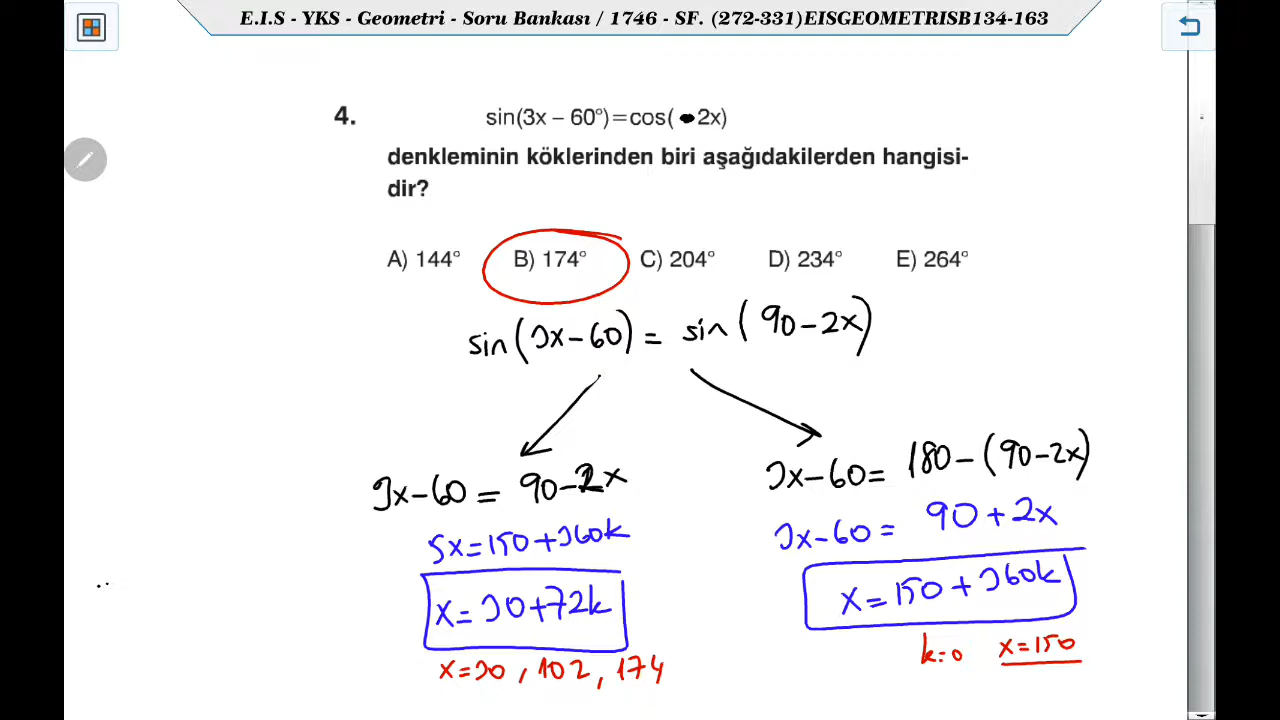 E.I.S - YKS - Geometri - Soru Bankası / 1746 - SF. (272-331)EISGEOMETRISB134-163
4. sin(3x – 60°)=cos( 2x)
denkleminin köklerinden biri aşağıdakilerden hangisi-
dir?
A) 144° B) 174° C) 204° D) 234° E) 264°
sin(3x-60) = sin(90-2x)
3x-60 = 90-2x
3x-60= 180-(90-2x)
5x=150+360k
3x-60= 90+2x
x=30+72k
x=150+360k
x=30, 102, 174
k=0 x=150